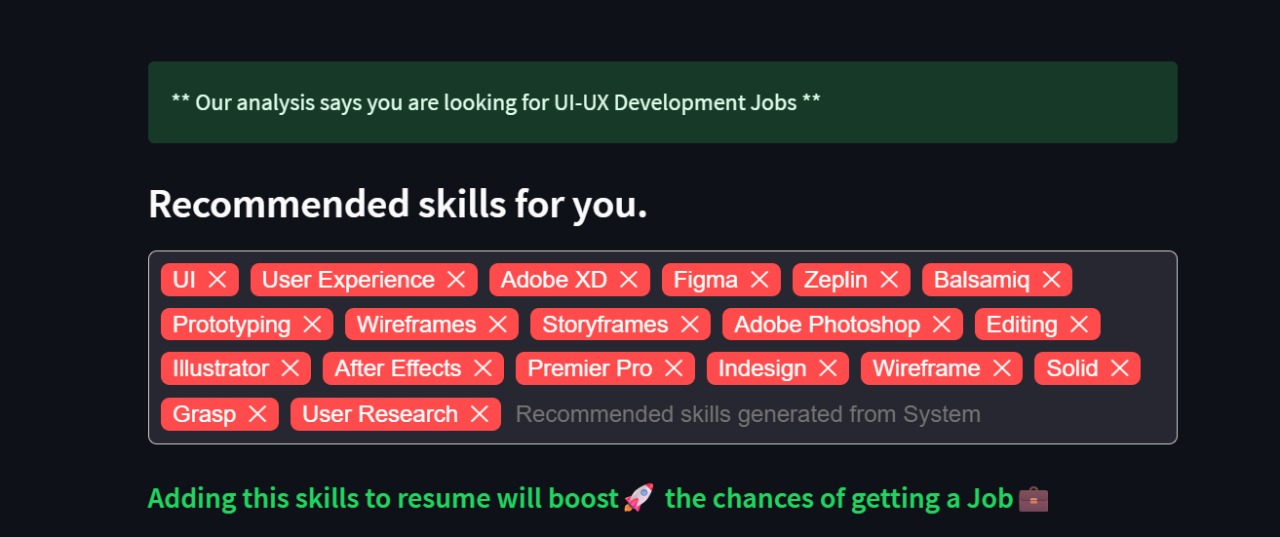 ** Our analysis says you are looking for UI-UX Development Jobs **
Recommended skills for you.
UI User Experience Adobe XD Figma Zeplin Balsamiq
Prototyping Wireframes Storyframes Adobe Photoshop Editing
Illustrator After Effects Premier Pro Indesign Wireframe Solid
Grasp User Research Recommended skills generated from System
Adding this skills to resume will boost🚀 the chances of getting a Job💼